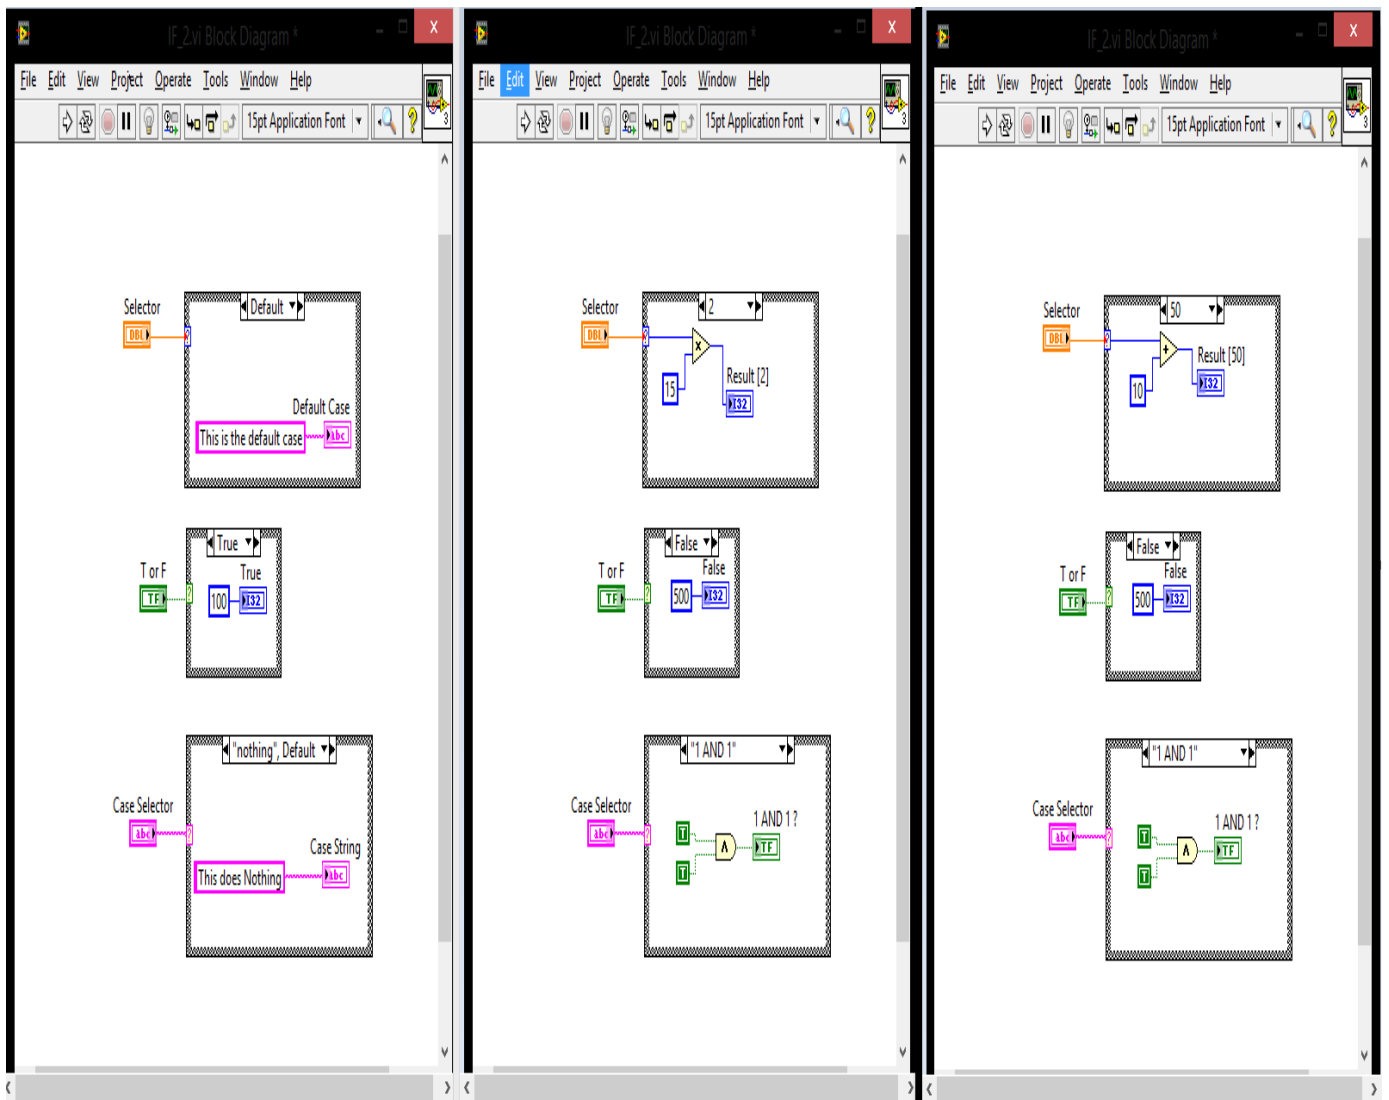 IF_2.vi Block Diagram *
File Edit View Project Operate Tools Window Help
15pt Application Font
3
Selector
DBL
Default
?
Default Case
This is the default case
abc
T or F
TF
True
?
True
100
I32
Case Selector
abc
"nothing", Default
?
Case String
This does Nothing
abc
IF_2.vi Block Diagram *
File Edit View Project Operate Tools Window Help
15pt Application Font
3
Selector
DBL
2
?
x
15
Result [2]
I32
T or F
TF
False
?
False
500
I32
Case Selector
abc
"1 AND 1"
?
1 AND 1 ?
T
T
TF
IF_2.vi Block Diagram *
File Edit View Project Operate Tools Window Help
15pt Application Font
3
Selector
DBL
50
?
+
10
Result [50]
I32
T or F
TF
False
?
False
500
I32
Case Selector
abc
"1 AND 1"
?
1 AND 1 ?
T
T
TF